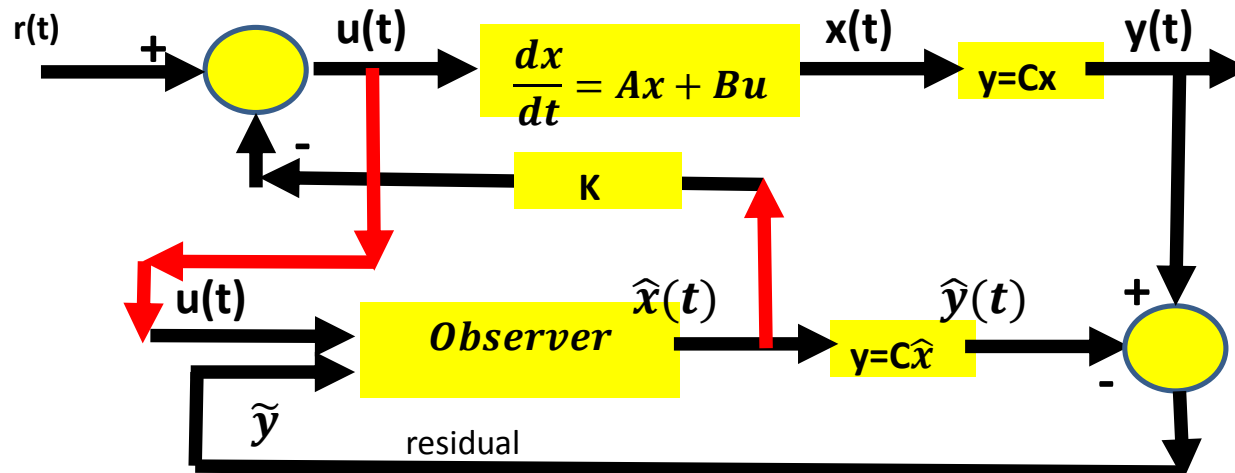 r(t)
+
u(t)
dx/dt = Ax + Bu
x(t)
y=Cx
y(t)
-
K
u(t)
Observer
x̂(t)
y=Cx̂
ŷ(t)
+
-
ỹ
residual